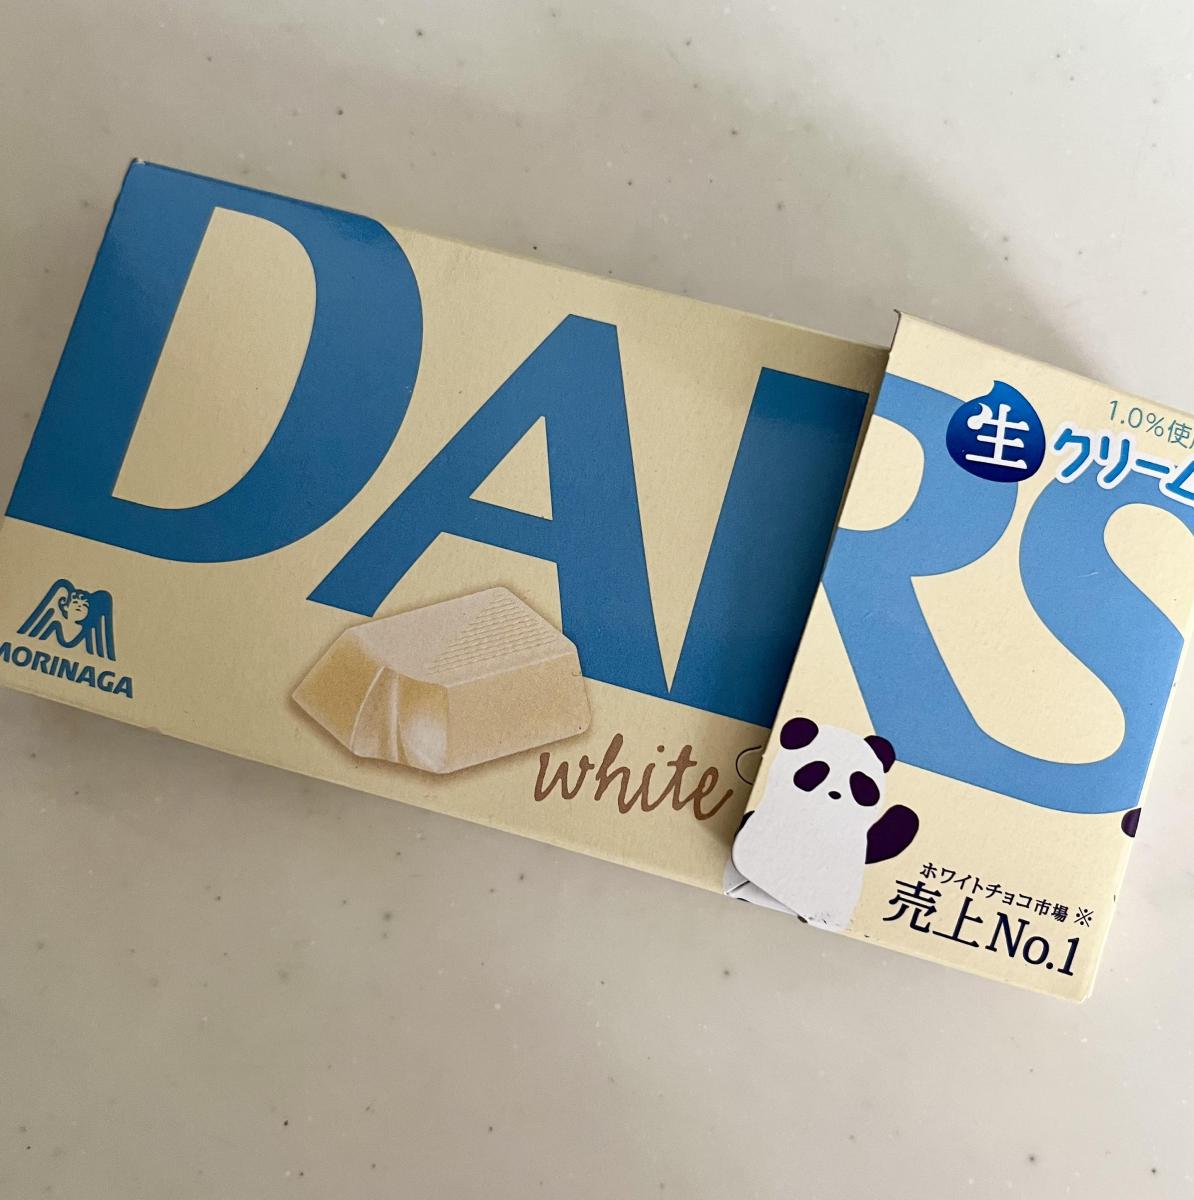 DARS
MORINAGA
white
1.0%使
生クリーム
ホワイトチョコ市場※
売上No.1